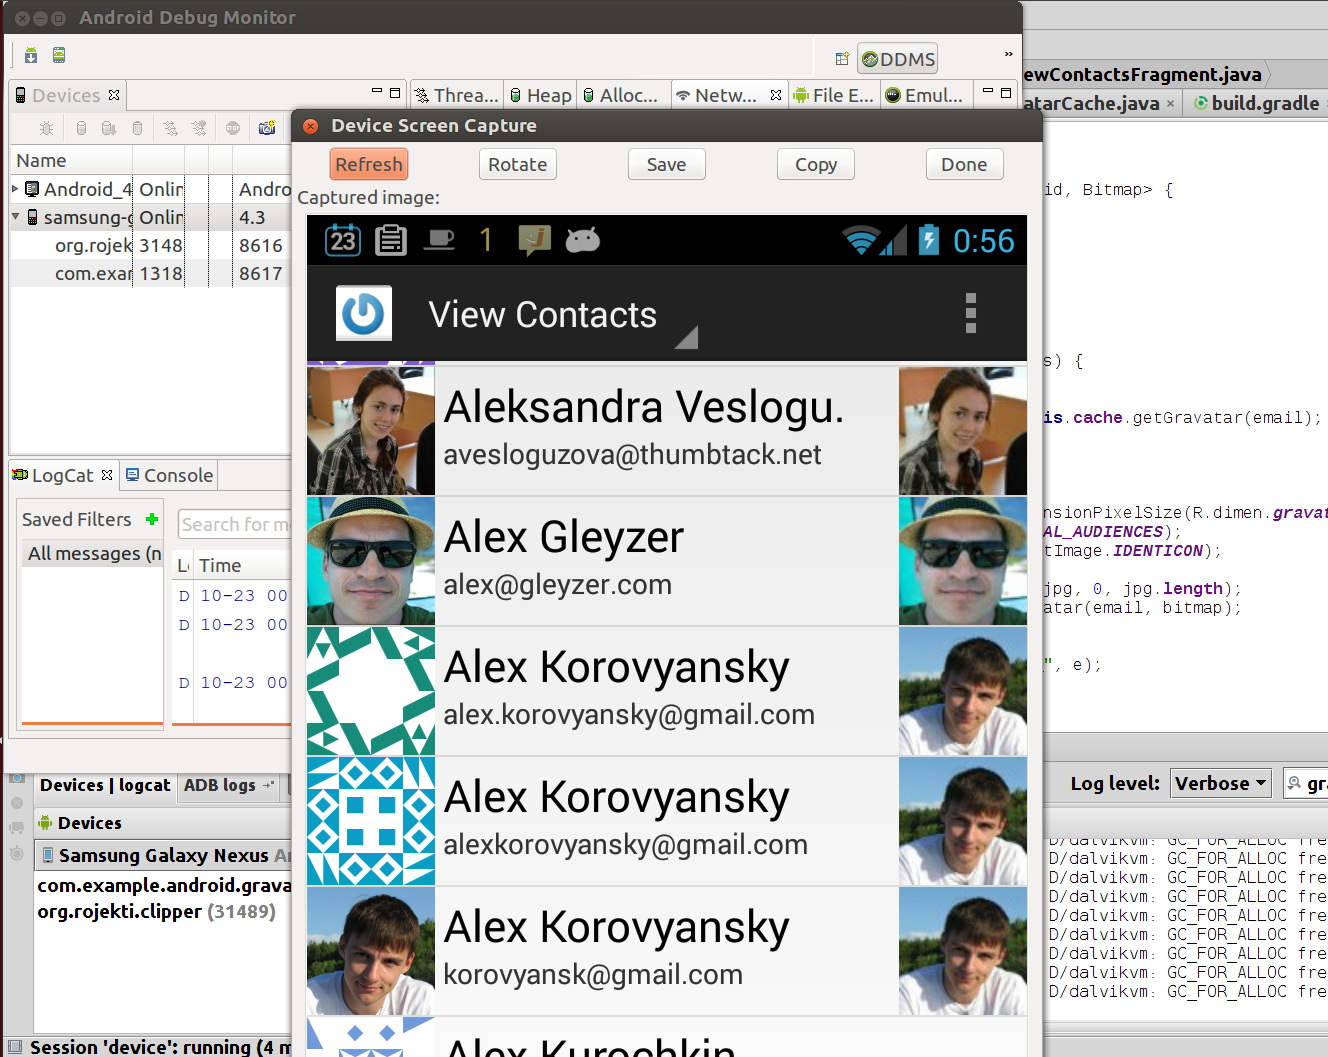 Android Debug Monitor
DDMS
Devices
Threa...
Heap
Alloc...
Netw...
File E...
Emul...
Name
Android_4 Onlin Andro
samsung-g Onlin 4.3
org.rojek 3148 8616
com.exar 1318 8617
LogCat
Console
Saved Filters
Search for me
All messages (n
Time
D 10-23 00
D 10-23 00
D 10-23 00
Device Screen Capture
Refresh
Rotate
Save
Copy
Done
Captured image:
23
1
0:56
View Contacts
Aleksandra Veslogu.
avesloguzova@thumbtack.net
Alex Gleyzer
alex@gleyzer.com
Alex Korovyansky
alex.korovyansky@gmail.com
Alex Korovyansky
alexkorovyansky@gmail.com
Alex Korovyansky
korovyansk@gmail.com
Alex Kurochkin
ewContactsFragment.java
atarCache.java
build.gradle
id, Bitmap> {
s) {
is.cache.getGravatar(email);
nsionPixelSize(R.dimen.gravat
AL_AUDIENCES);
tImage.IDENTICON);
jpg, 0, jpg.length);
atar(email, bitmap);
", e);
Devices | logcat
ADB logs
Log level:
Verbose
gr
Devices
Samsung Galaxy Nexus An
com.example.android.grava
org.rojekti.clipper (31489)
D/dalvikvm: GC_FOR_ALLOC fre
D/dalvikvm: GC_FOR_ALLOC fre
D/dalvikvm: GC_FOR_ALLOC fre
D/dalvikvm: GC_FOR_ALLOC fre
D/dalvikvm: GC_FOR_ALLOC fre
D/dalvikvm: GC_FOR_ALLOC fre
D/dalvikvm: GC_FOR_ALLOC fre
D/dalvikvm: GC_FOR_ALLOC fre
D/dalvikvm: GC_FOR_ALLOC fre
Session 'device': running (4 m